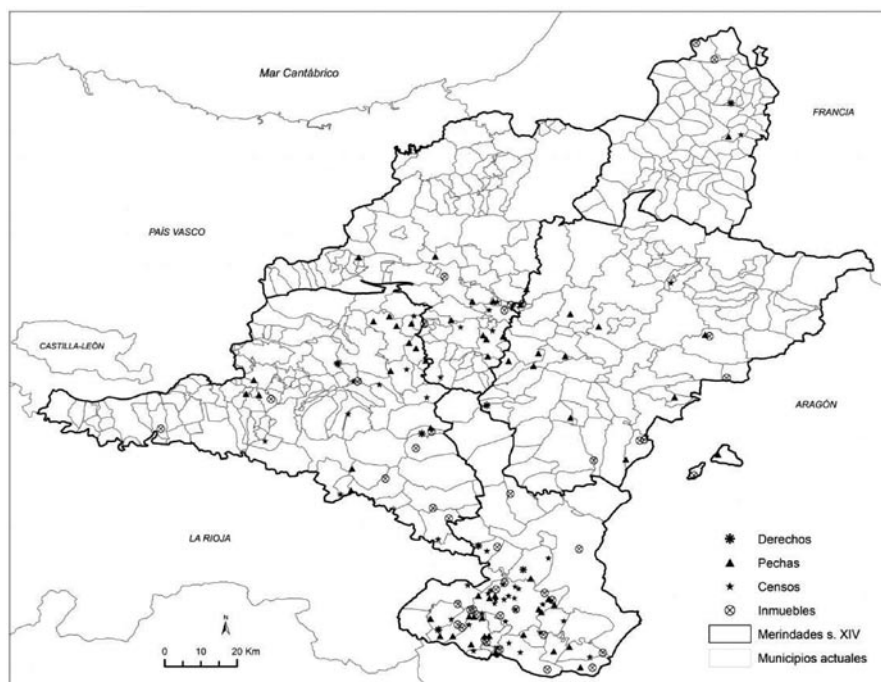 Mar Cantábrico
FRANCIA
PAÍS VASCO
CASTILLA-LEÓN
ARAGÓN
LA RIOJA
Derechos
Pechas
Censos
Inmuebles
Merindades s. XIV
Municipios actuales
N
0 10 20 Km